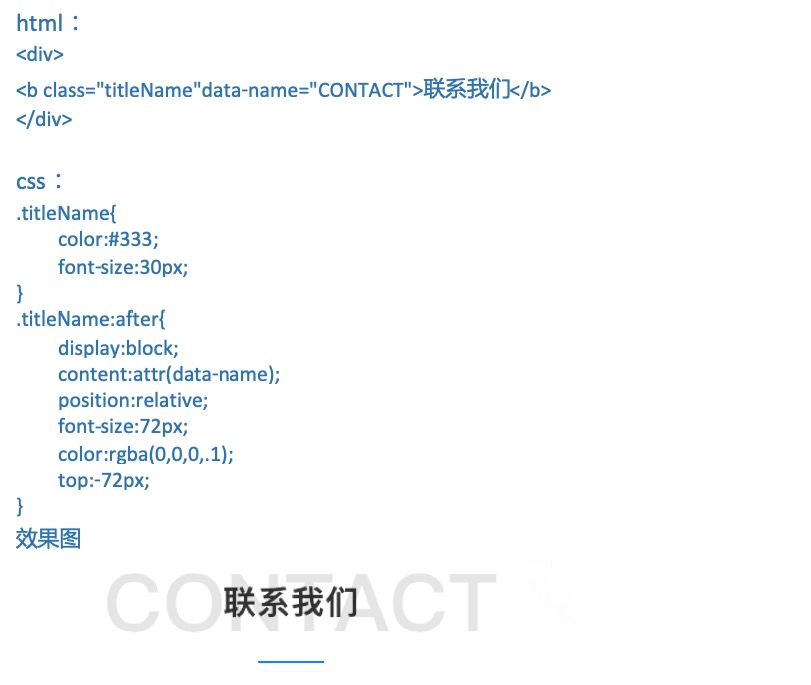 html：
<div>
<b class="titleName"data-name="CONTACT">联系我们</b>
</div>
css：
.titleName{
color:#333;
font-size:30px;
}
.titleName:after{
display:block;
content:attr(data-name);
position:relative;
font-size:72px;
color:rgba(0,0,0,.1);
top:-72px;
}
效果图
CONTACT
联系我们